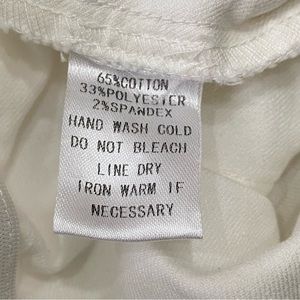 65%COTTON
33%POLYESTER
2%SPANDEX
HAND WASH COLD
DO NOT BLEACH
LINE DRY
IRON WARM IF
NECESSARY